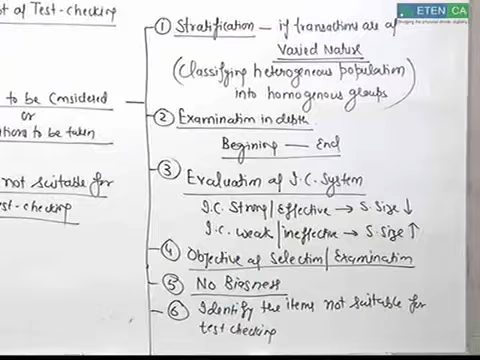 t of Test-Checking
ETEN CA
① Stratification – if transactions are of
Varied Nature
(Classifying heterogeneous population
into homogenous groups)
to be Considered
or
tions to be taken
② Examination in depth
Begining — End
③ Evaluation of I.C. System
I.C. Strong/Effective → S. Size ↓
I.C. weak/ineffective → S. Size ↑
not suitable for
st-checking
④ Objective of Selection/Examination
⑤ No Biasness
⑥ Identify the items not suitable for
test checking